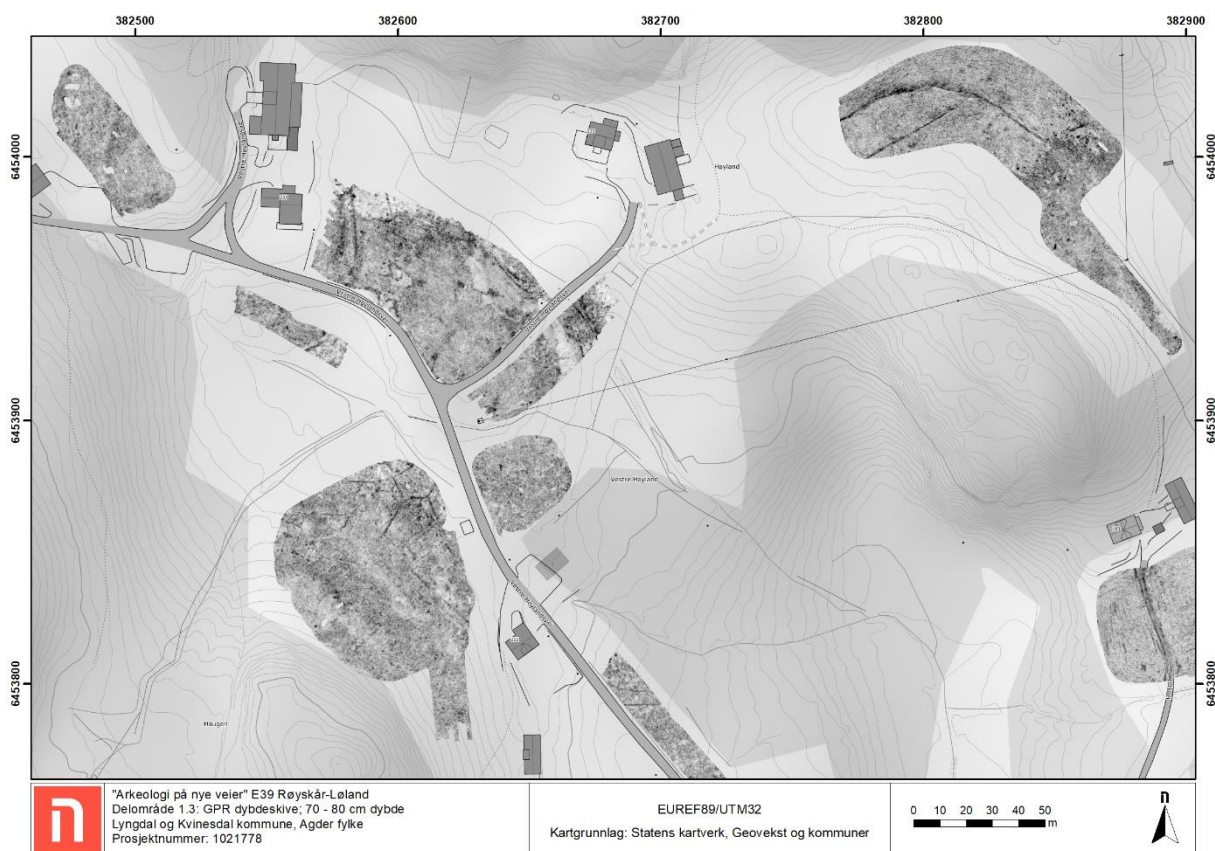 382500 382600 382700 382800 382900
6454000 6454000
Høyland
6453900 6453900
Vestre Høyland
6453800 6453800
Haugen
"Arkeologi på nye veier" E39 Røyskår-Løland
Delområde 1.3: GPR dybdeskive; 70 - 80 cm dybde
Lyngdal og Kvinesdal kommune, Agder fylke
Prosjektnummer: 1021778
EUREF89/UTM32
Kartgrunnlag: Statens kartverk, Geovekst og kommuner
0 10 20 30 40 50
m
n